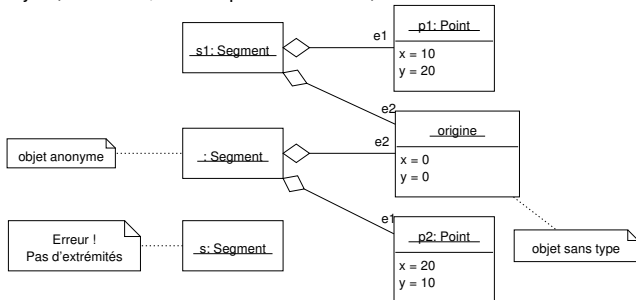 e1
p1: Point
s1: Segment
x = 10
y = 20
e2
origine
e2
objet anonyme
: Segment
x = 0
y = 0
e1
Erreur !
Pas d'extrémités
s: Segment
p2: Point
objet sans type
x = 20
y = 10